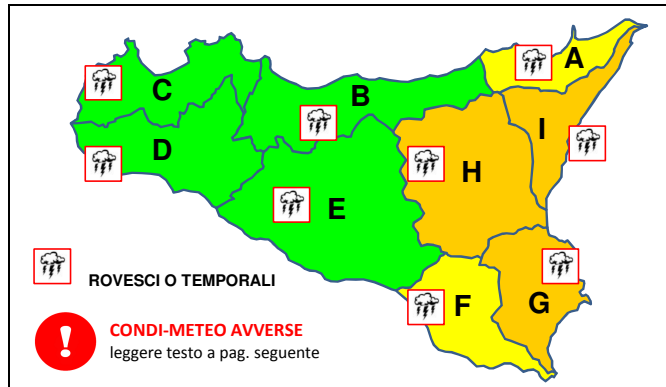 A
C
B
I
D
H
E
F
G
ROVESCI O TEMPORALI
!
CONDI-METEO AVVERSE
leggere testo a pag. seguente